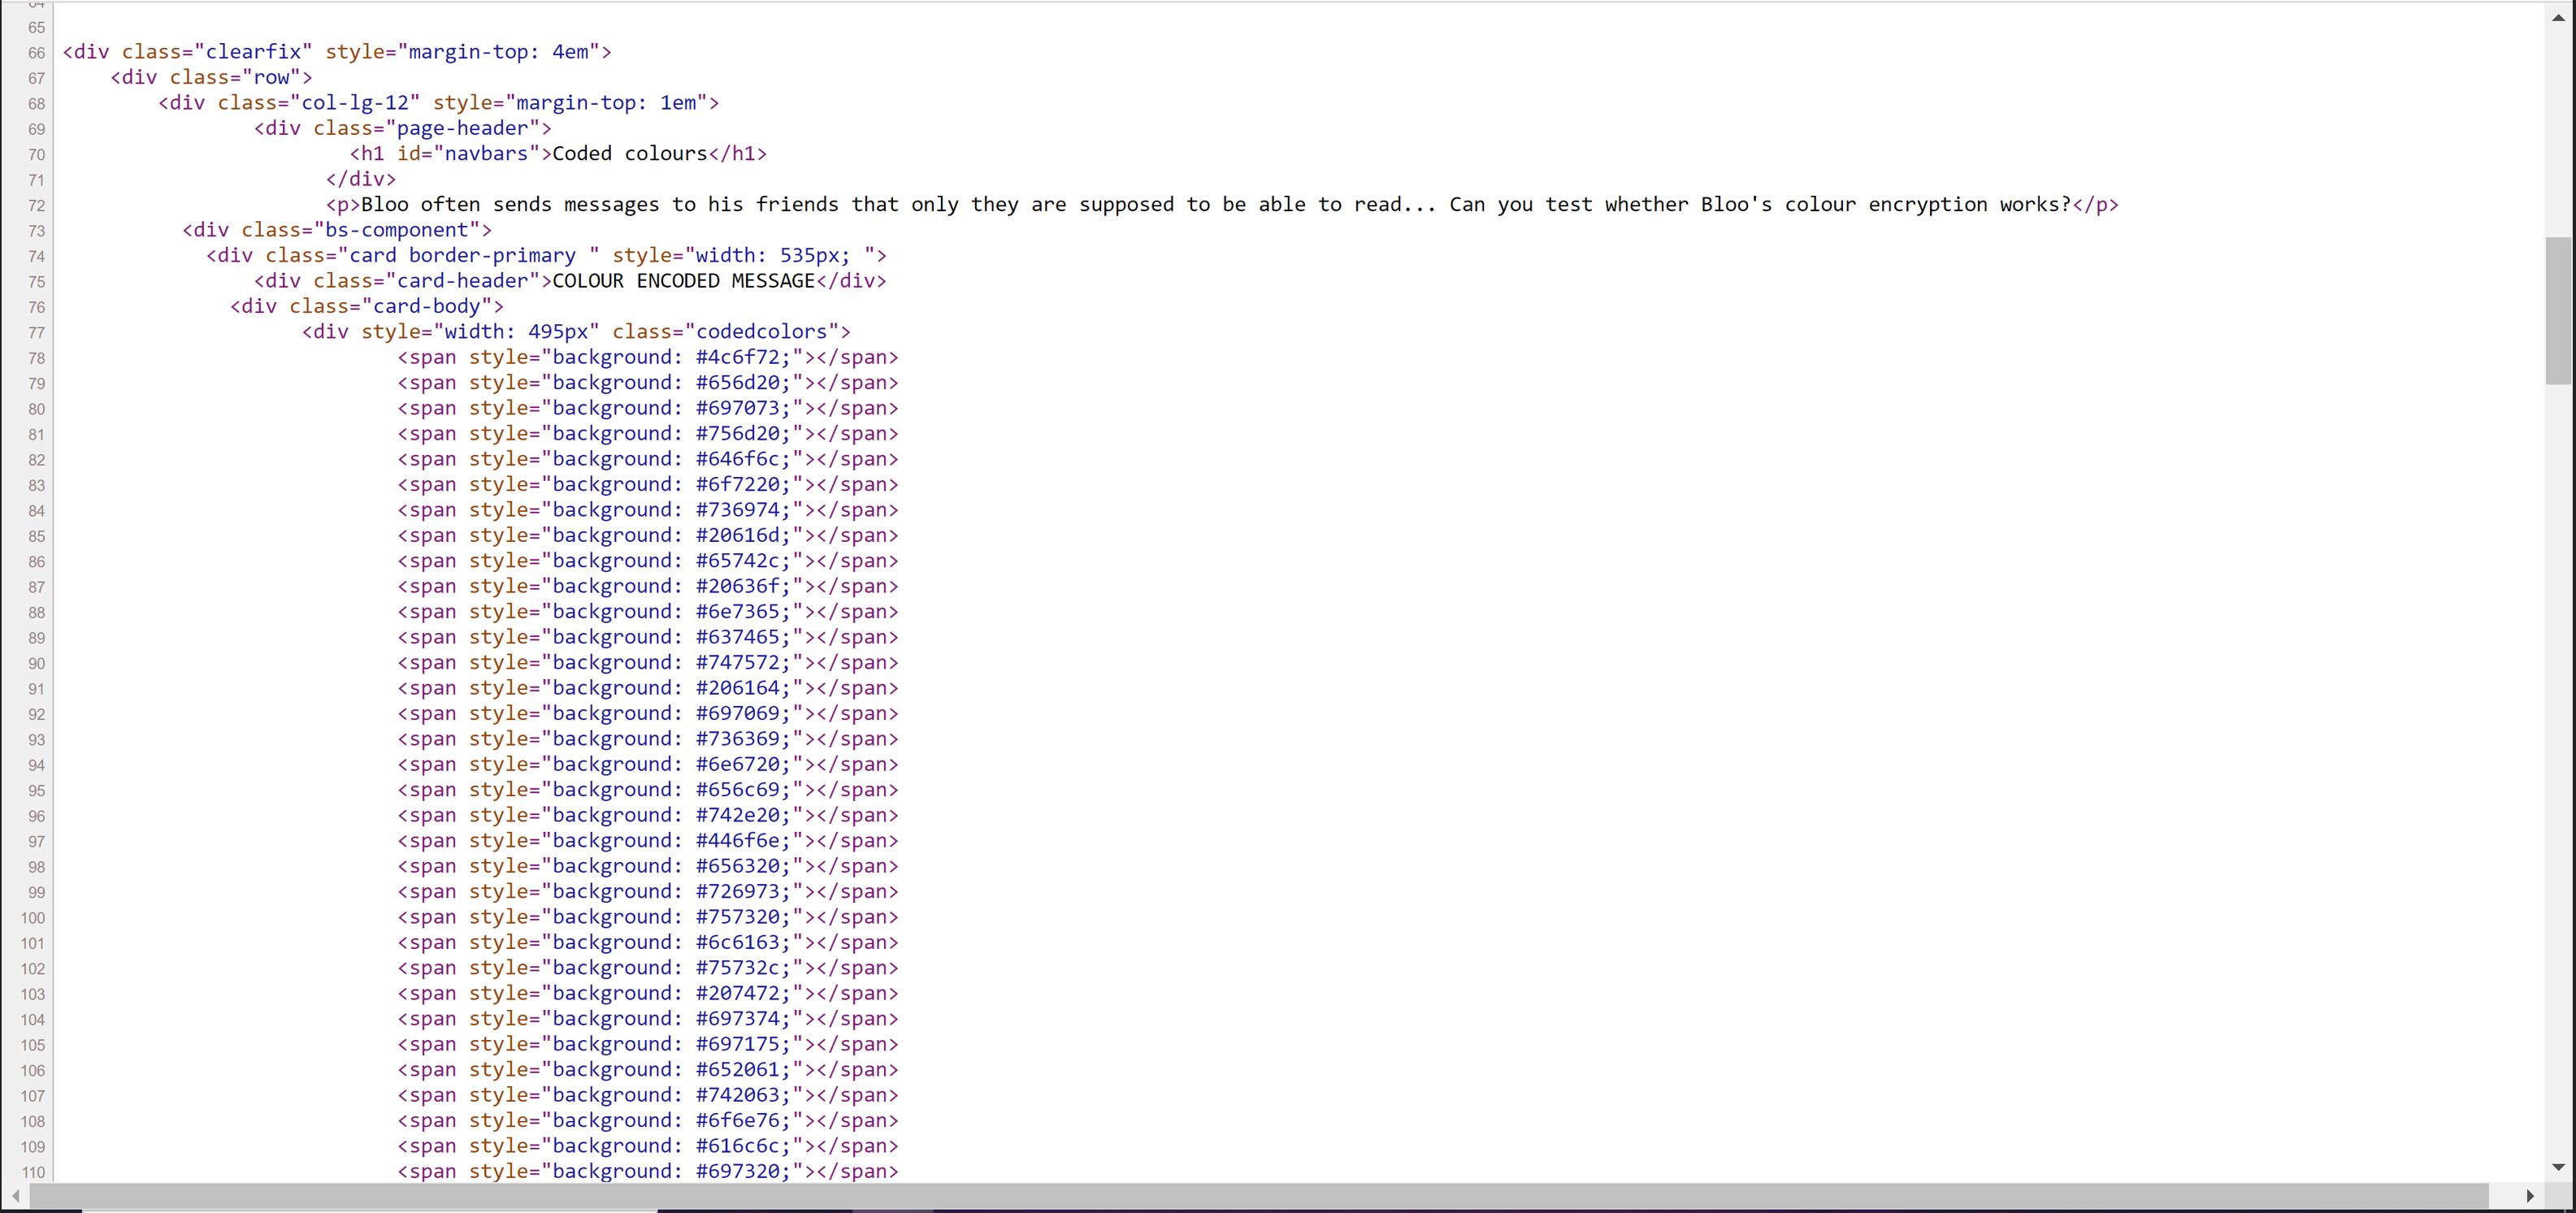 65
66 <div class="clearfix" style="margin-top: 4em">
67 <div class="row">
68 <div class="col-lg-12" style="margin-top: 1em">
69 <div class="page-header">
70 <h1 id="navbars">Coded colours</h1>
71 </div>
72 <p>Bloo often sends messages to his friends that only they are supposed to be able to read... Can you test whether Bloo's colour encryption works?</p>
73 <div class="bs-component">
74 <div class="card border-primary " style="width: 535px; ">
75 <div class="card-header">COLOUR ENCODED MESSAGE</div>
76 <div class="card-body">
77 <div style="width: 495px" class="codedcolors">
78 <span style="background: #4c6f72;"></span>
79 <span style="background: #656d20;"></span>
80 <span style="background: #697073;"></span>
81 <span style="background: #756d20;"></span>
82 <span style="background: #646f6c;"></span>
83 <span style="background: #6f7220;"></span>
84 <span style="background: #736974;"></span>
85 <span style="background: #20616d;"></span>
86 <span style="background: #65742c;"></span>
87 <span style="background: #20636f;"></span>
88 <span style="background: #6e7365;"></span>
89 <span style="background: #637465;"></span>
90 <span style="background: #747572;"></span>
91 <span style="background: #206164;"></span>
92 <span style="background: #697069;"></span>
93 <span style="background: #736369;"></span>
94 <span style="background: #6e6720;"></span>
95 <span style="background: #656c69;"></span>
96 <span style="background: #742e20;"></span>
97 <span style="background: #446f6e;"></span>
98 <span style="background: #656320;"></span>
99 <span style="background: #726973;"></span>
100 <span style="background: #757320;"></span>
101 <span style="background: #6c6163;"></span>
102 <span style="background: #75732c;"></span>
103 <span style="background: #207472;"></span>
104 <span style="background: #697374;"></span>
105 <span style="background: #697175;"></span>
106 <span style="background: #652061;"></span>
107 <span style="background: #742063;"></span>
108 <span style="background: #6f6e76;"></span>
109 <span style="background: #616c6c;"></span>
110 <span style="background: #697320;"></span>